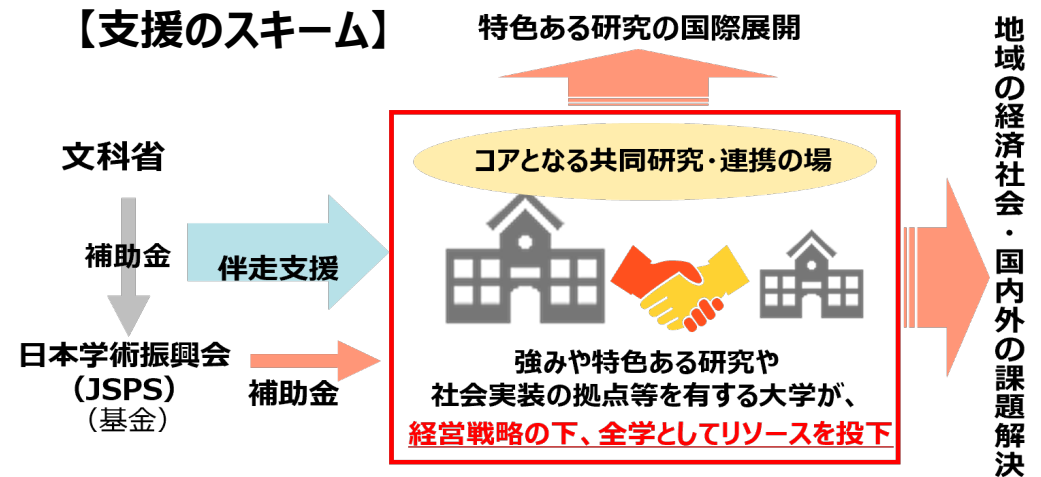 【支援のスキーム】
特色ある研究の国際展開
文科省
補助金
伴走支援
日本学術振興会
（JSPS）
（基金）
補助金
コアとなる共同研究・連携の場
強みや特色ある研究や
社会実装の拠点等を有する大学が、
経営戦略の下、全学としてリソースを投下
地域の経済社会・国内外の課題解決